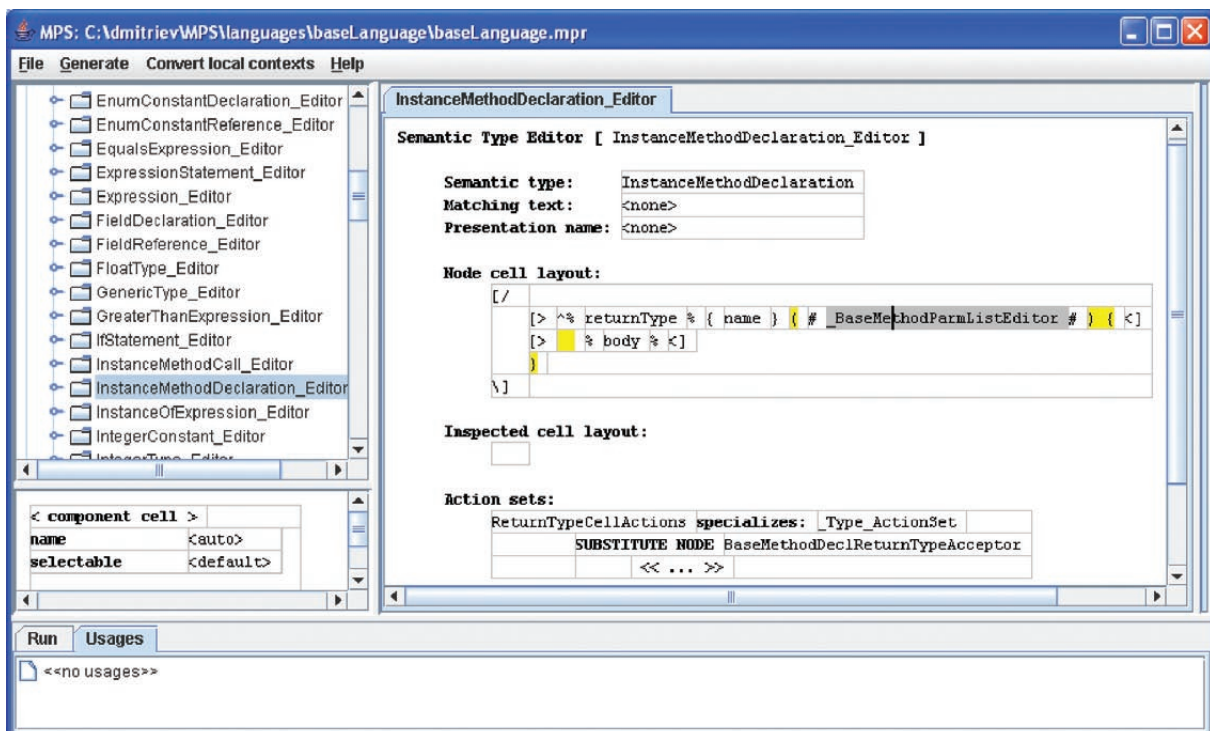 MPS: C:\dmitriev\MPS\languages\baseLanguage\baseLanguage.mpr
File Generate Convert local contexts Help
EnumConstantDeclaration_Editor
EnumConstantReference_Editor
EqualsExpression_Editor
ExpressionStatement_Editor
Expression_Editor
FieldDeclaration_Editor
FieldReference_Editor
FloatType_Editor
GenericType_Editor
GreaterThanExpression_Editor
IfStatement_Editor
InstanceMethodCall_Editor
InstanceMethodDeclaration_Editor
InstanceOfExpression_Editor
IntegerConstant_Editor
IntegerType_Editor
< component cell >
name <auto>
selectable <default>
InstanceMethodDeclaration_Editor
Semantic Type Editor [ InstanceMethodDeclaration_Editor ]
Semantic type: InstanceMethodDeclaration
Matching text: <none>
Presentation name: <none>
Node cell layout:
[/
[> ^% returnType % { name } ( # _BaseMethodParmListEditor # ) { <]
[> % body % <]
}
\]
Inspected cell layout:
Action sets:
ReturnTypeCellActions specializes: _Type_ActionSet
SUBSTITUTE NODE BaseMethodDeclReturnTypeAcceptor
<< ... >>
Run Usages
<<no usages>>